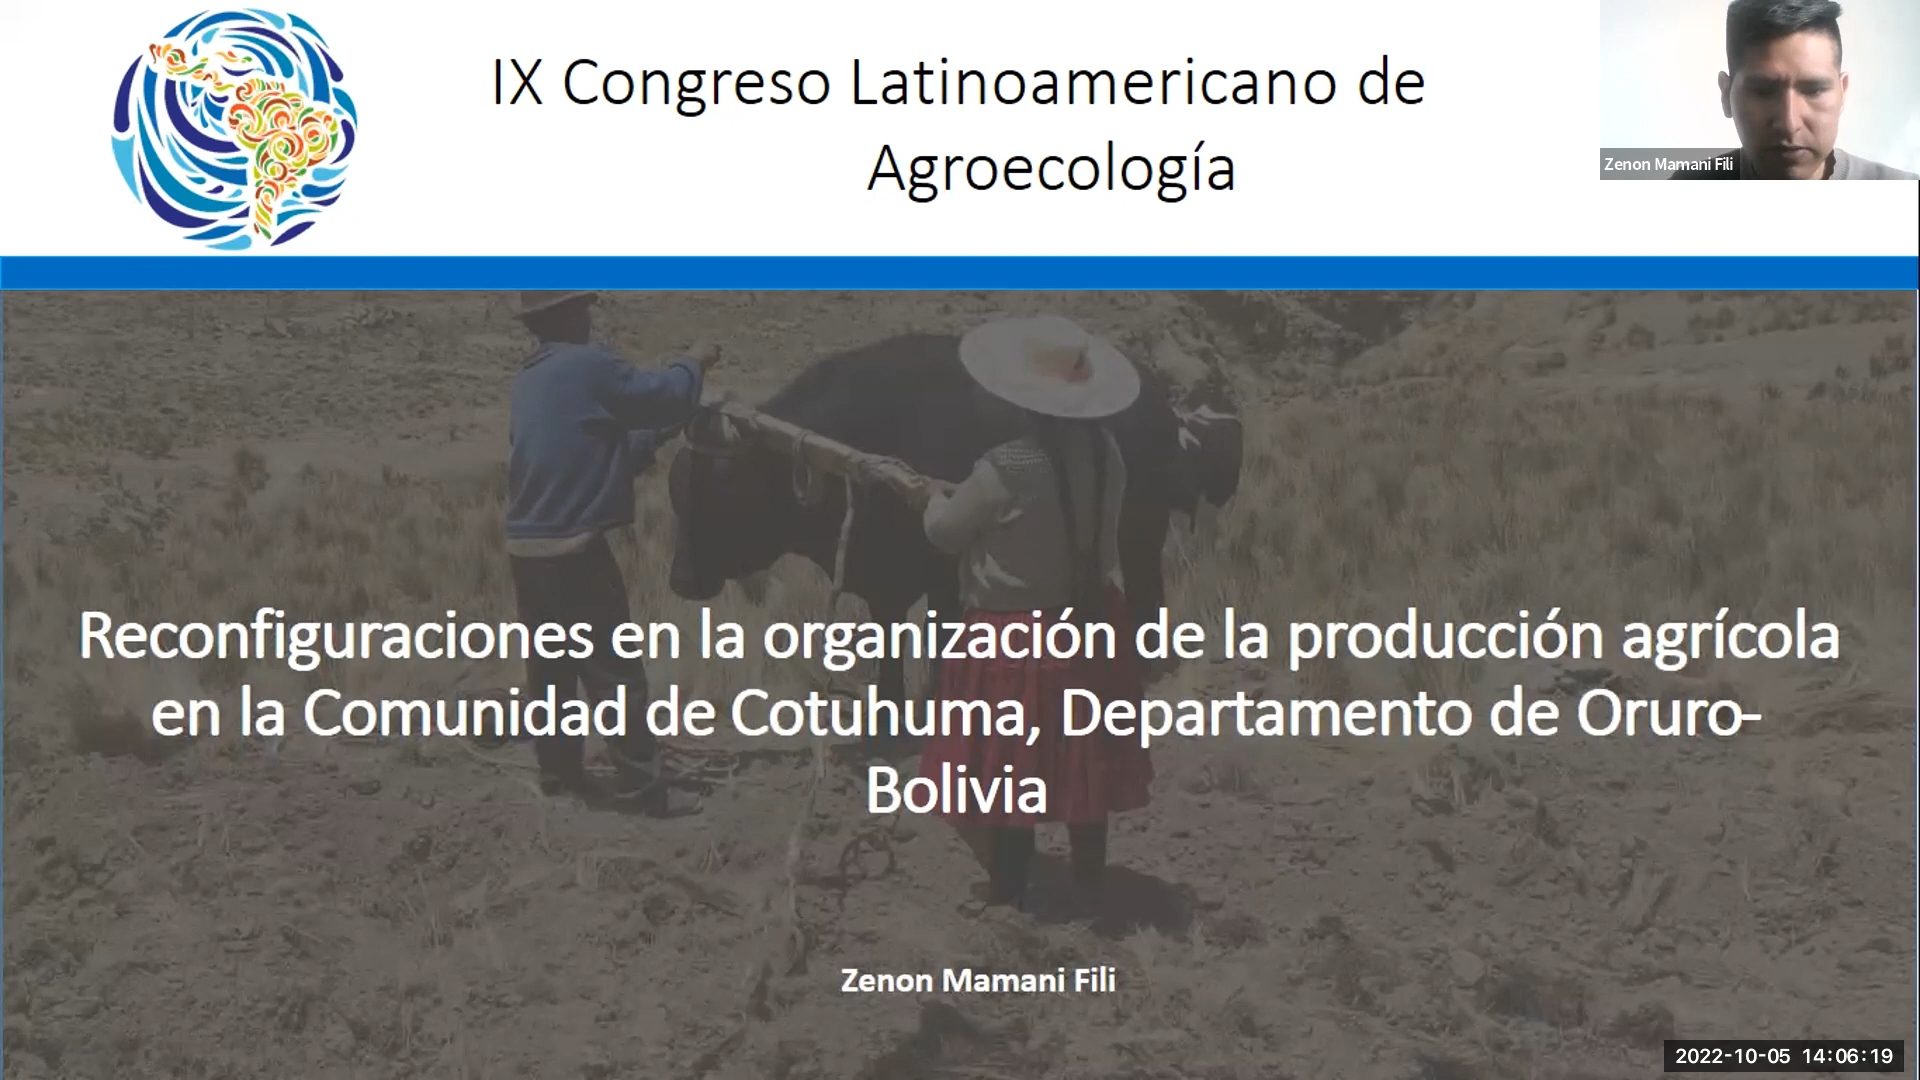 IX Congreso Latinoamericano de
Agroecología
Zenon Mamani Fili
Reconfiguraciones en la organización de la producción agrícola
en la Comunidad de Cotuhuma, Departamento de Oruro-
Bolivia
Zenon Mamani Fili
2022-10-05 14:06:19